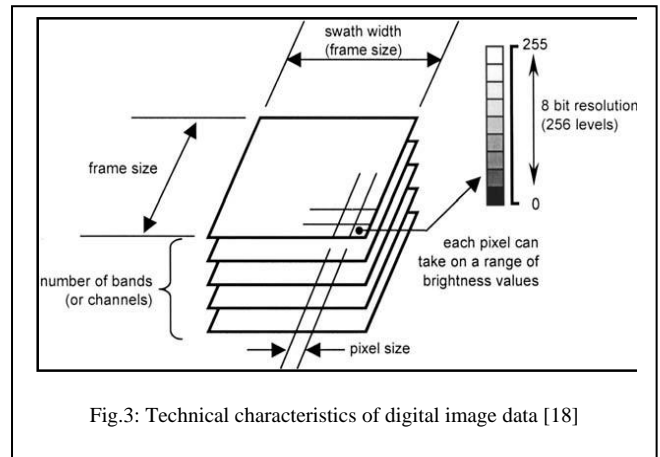 swath width
(frame size)
255
8 bit resolution
(256 levels)
0
frame size
each pixel can
take on a range of
brightness values
number of bands
(or channels)
pixel size
Fig.3: Technical characteristics of digital image data [18]